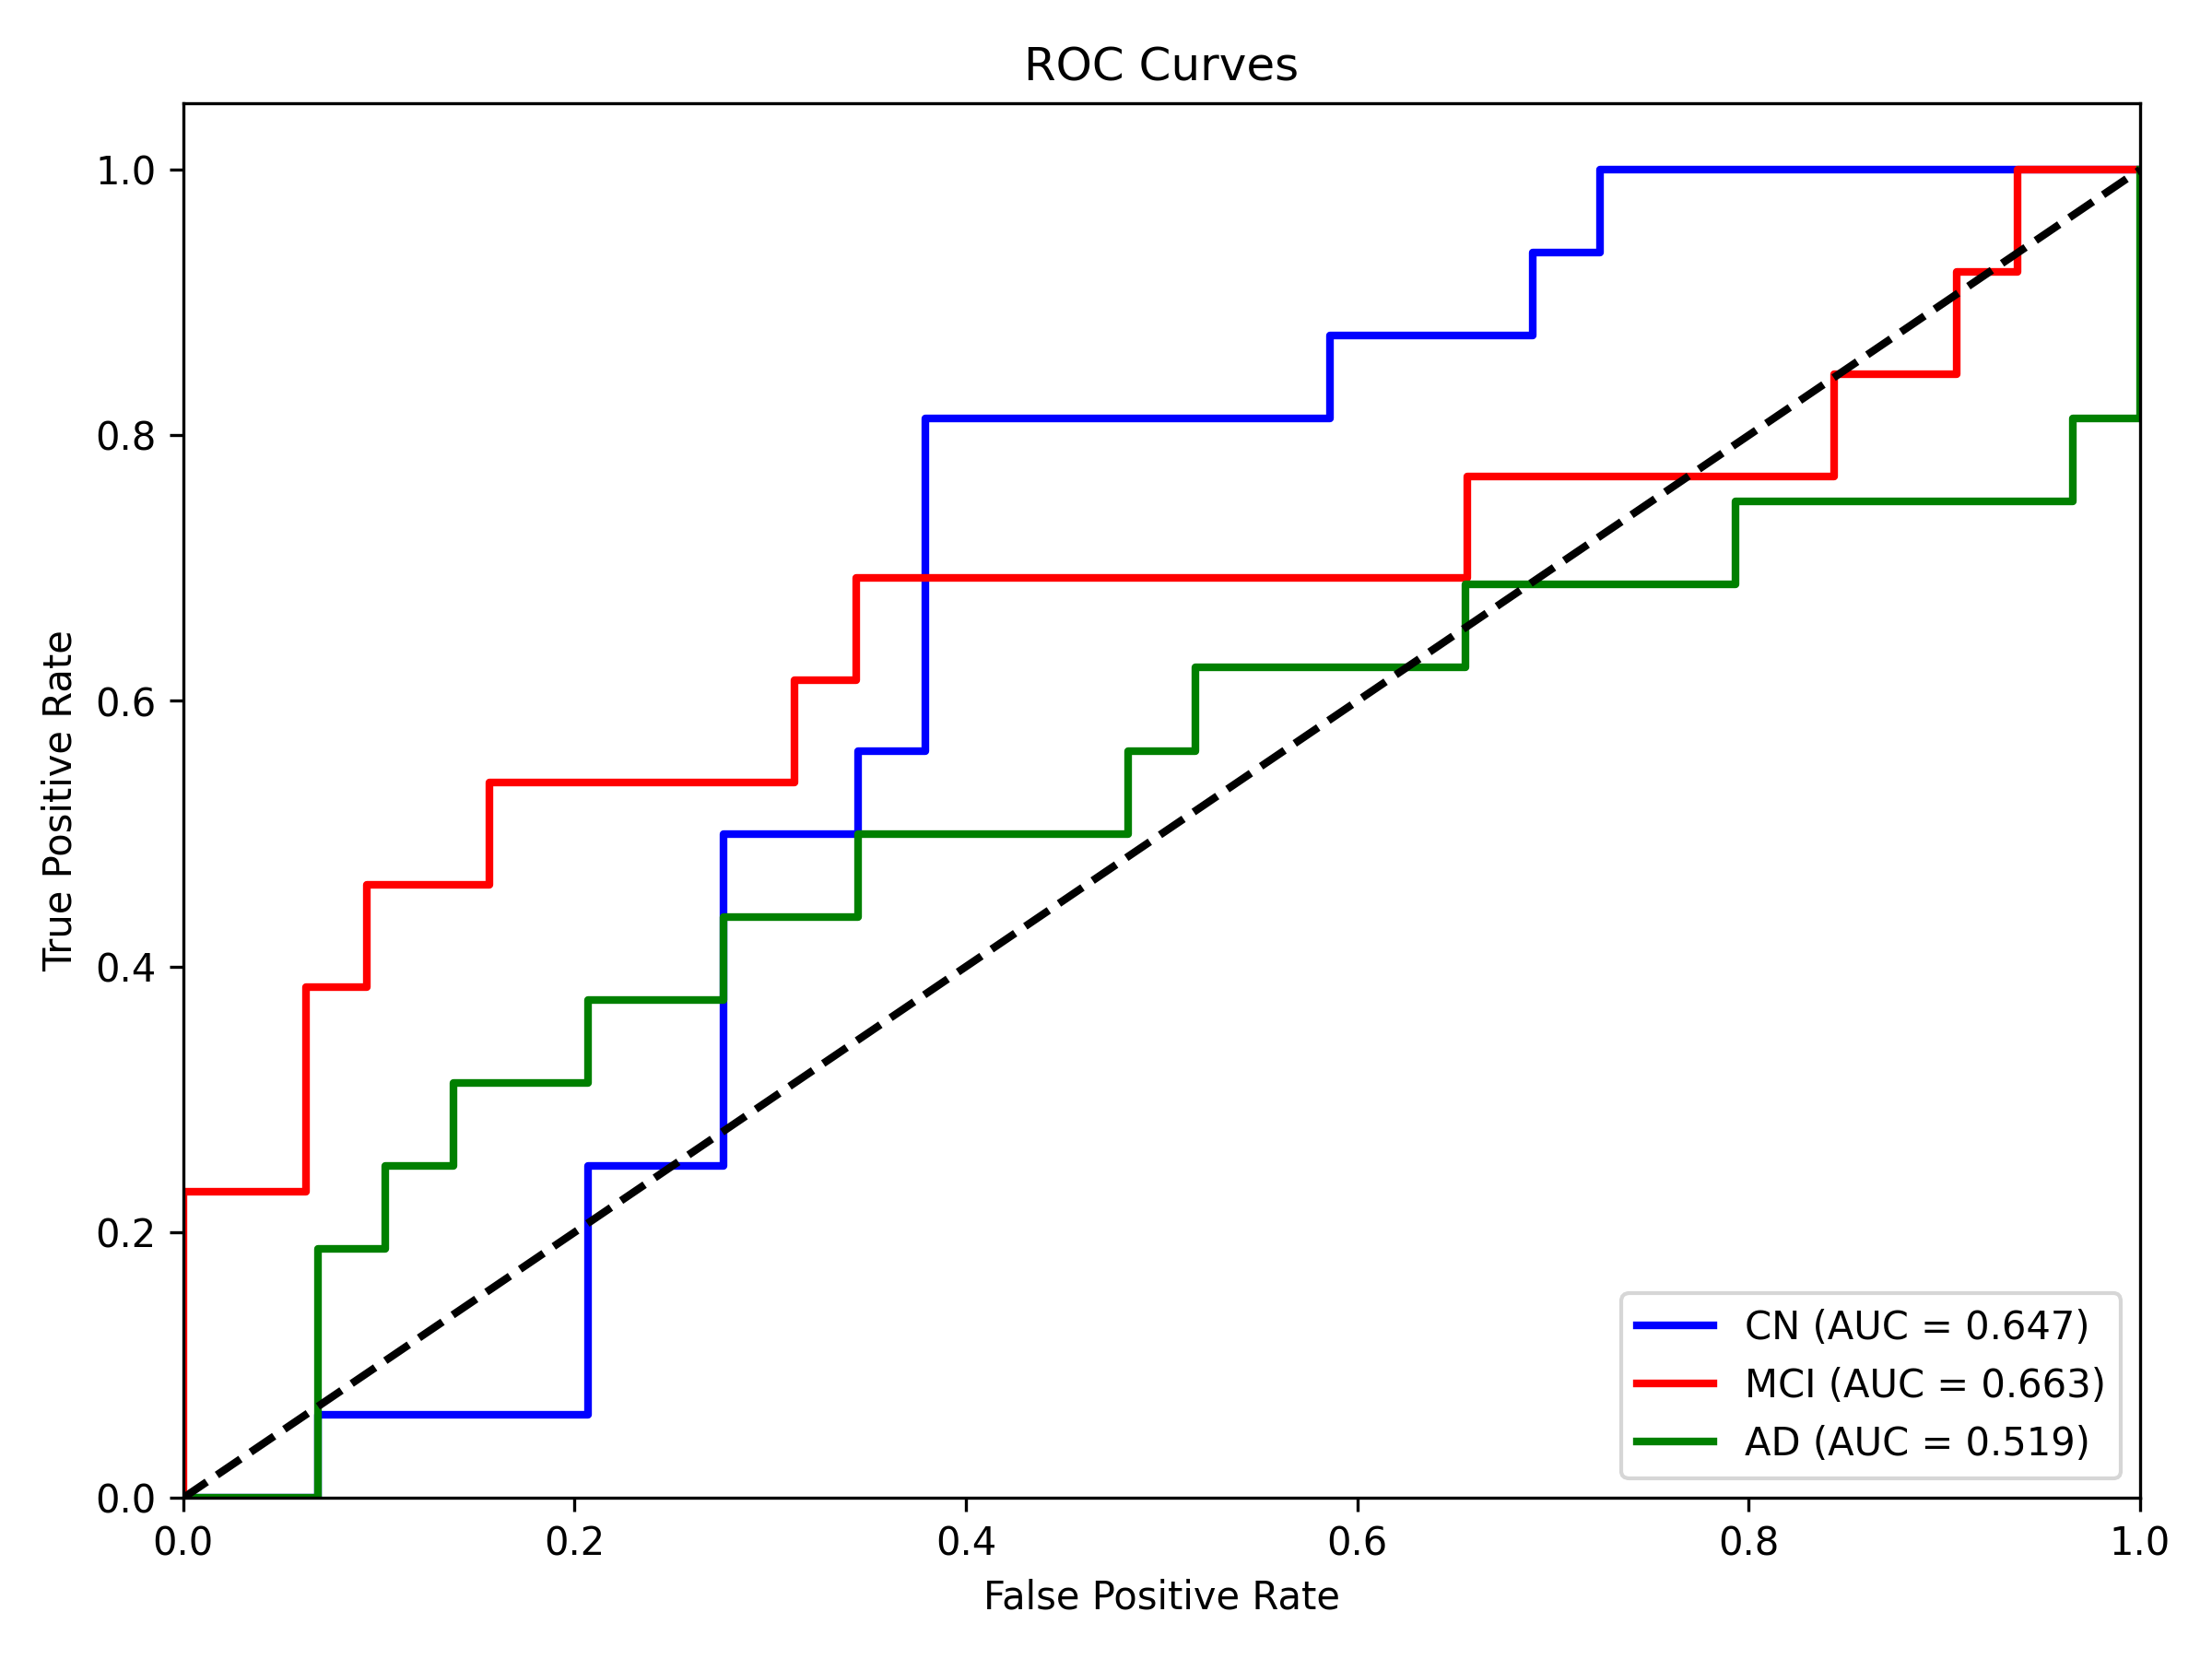 ROC Curves
True Positive Rate
1.0
0.8
0.6
0.4
0.2
0.0
0.0 0.2 0.4 0.6 0.8 1.0
False Positive Rate
CN (AUC = 0.647)
MCI (AUC = 0.663)
AD (AUC = 0.519)